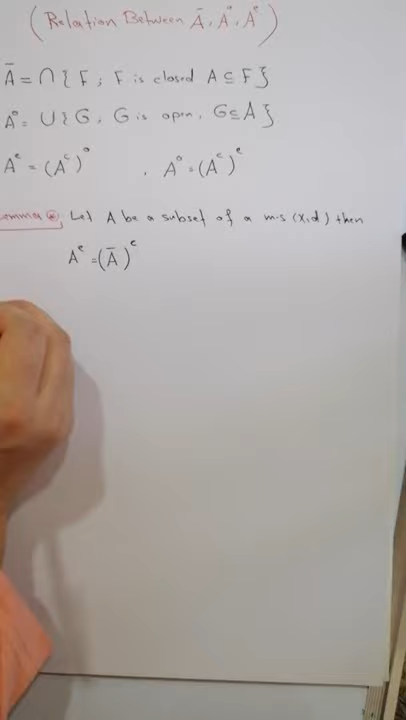 (Relation Between Ā, A°, Aᵉ)
Ā = ∩{ F ; F is closed A ⊆ F}
A° = ∪{ G ; G is open, G ⊆ A }
Aᵉ = (Aᶜ)° , A° = (Aᶜ)ᵉ
Let A be a subset of a m.s (X,d) then
Aᵉ = (Ā)ᶜ